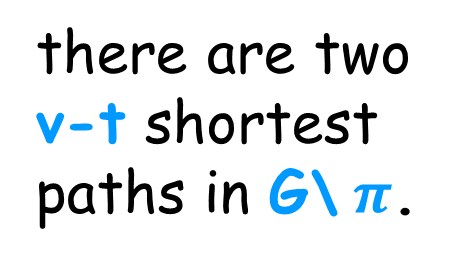 there are two
v-t shortest
paths in G\ π.